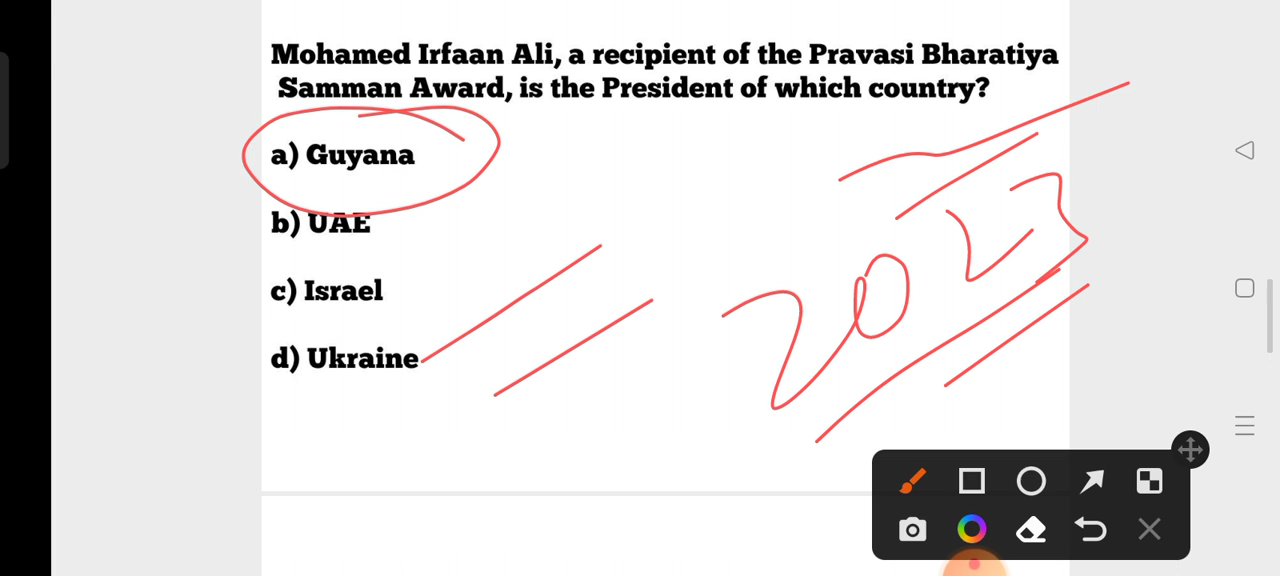 Mohamed Irfaan Ali, a recipient of the Pravasi Bharatiya
Samman Award, is the President of which country?
a) Guyana
b) UAE
c) Israel
d) Ukraine
2023